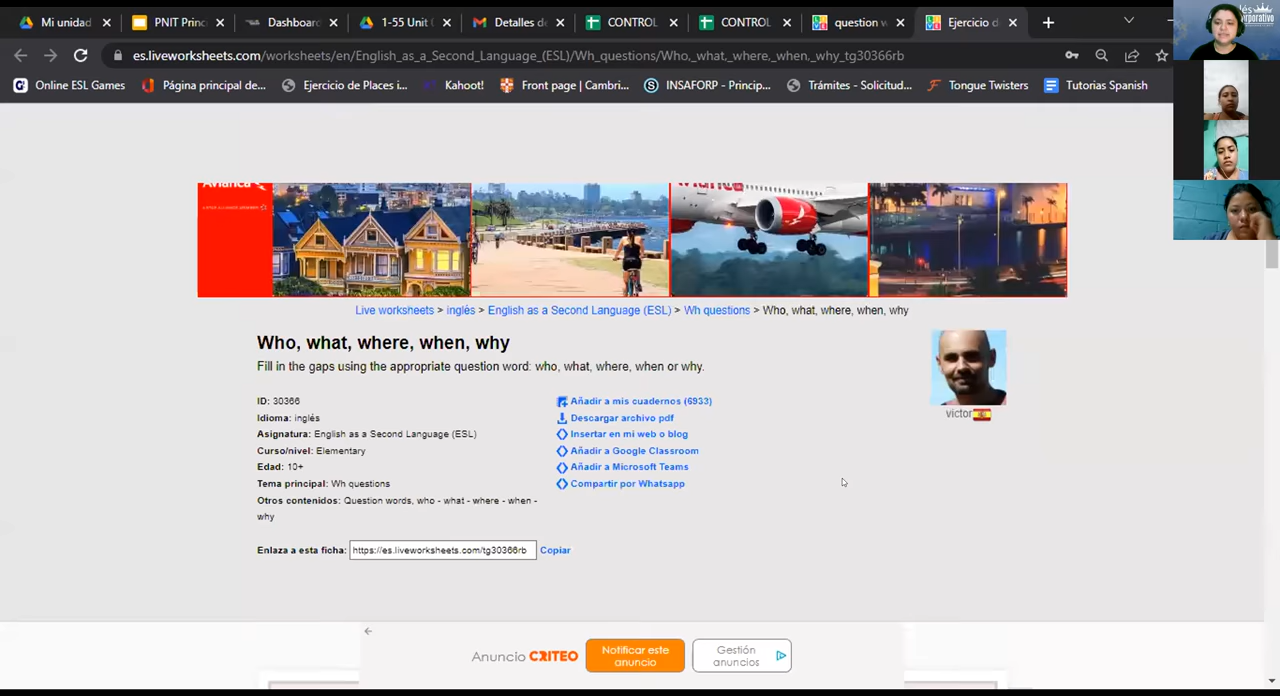 Mi unidad
PNIT Princ
Dashboard
1-55 Unit
Detalles de
CONTROL
CONTROL
question w
Ejercicio d
es.liveworksheets.com/worksheets/en/English_as_a_Second_Language_(ESL)/Wh_questions/Who,_what,_where,_when,_why_tg30366rb
Online ESL Games
Página principal de...
Ejercicio de Places i...
Kahoot!
Front page | Cambri...
INSAFORP - Princip...
Trámites - Solicitud...
Tongue Twisters
Tutorias Spanish
Live worksheets > inglés > English as a Second Language (ESL) > Wh questions > Who, what, where, when, why
Who, what, where, when, why
Fill in the gaps using the appropriate question word: who, what, where, when or why.
ID: 30366
Idioma: inglés
Asignatura: English as a Second Language (ESL)
Curso/nivel: Elementary
Edad: 10+
Tema principal: Wh questions
Otros contenidos: Question words, who - what - where - when -
why
Enlaza a esta ficha: https://es.liveworksheets.com/tg30366rb Copiar
Añadir a mis cuadernos (6933)
Descargar archivo pdf
Insertar en mi web o blog
Añadir a Google Classroom
Añadir a Microsoft Teams
Compartir por Whatsapp
victor
Anuncio CRITEO
Notificar este
anuncio
Gestión
anuncios